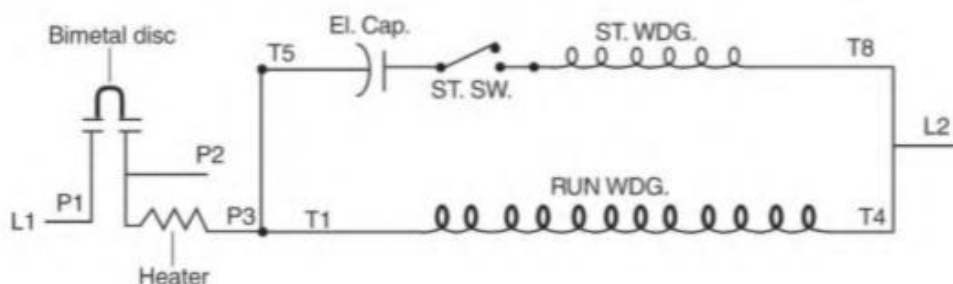 El. Cap.
ST. WDG.
Bimetal disc
T5
T8
ST. SW.
L2
P2
RUN WDG.
P1
L1
P3
T1
T4
Heater